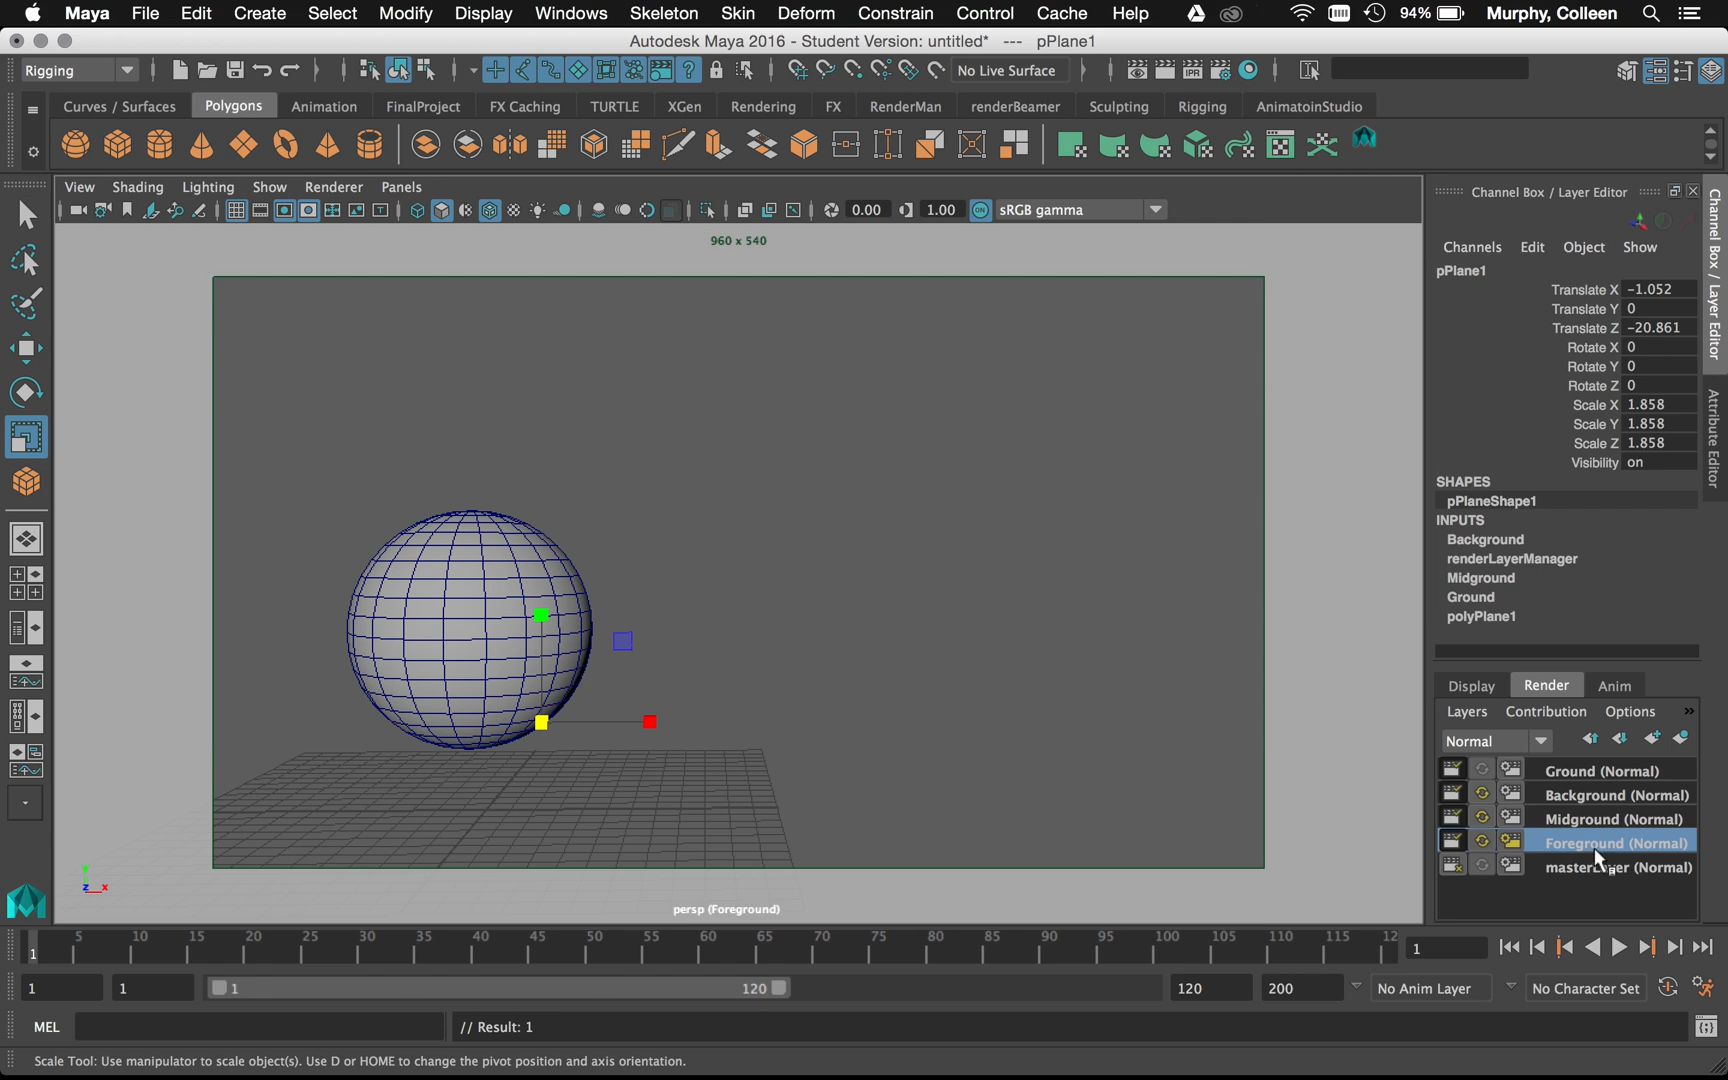 Maya File Edit Create Select Modify Display Windows Skeleton Skin Deform Constrain Control Cache Help 94% Murphy, Colleen
Autodesk Maya 2016 - Student Version: untitled* --- pPlane1
Rigging IPR No Live Surface
Curves / Surfaces Polygons Animation FinalProject FX Caching TURTLE XGen Rendering FX RenderMan renderBeamer Sculpting Rigging AnimatoinStudio
View Shading Lighting Show Renderer Panels
0.00 1.00 ON sRGB gamma
960 x 540
persp (Foreground)
y
z x
Channel Box / Layer Editor
Channels Edit Object Show
pPlane1
Translate X -1.052
Translate Y 0
Translate Z -20.861
Rotate X 0
Rotate Y 0
Rotate Z 0
Scale X 1.858
Scale Y 1.858
Scale Z 1.858
Visibility on
SHAPES
pPlaneShape1
INPUTS
Background
renderLayerManager
Midground
Ground
polyPlane1
Display Render Anim
Layers Contribution Options »
Normal
Ground (Normal)
Background (Normal)
Midground (Normal)
Foreground (Normal)
masterLayer (Normal)
Channel Box / Layer Editor
Attribute Editor
5 10 15 20 25 30 35 40 45 50 55 60 65 70 75 80 85 90 95 100 105 110 115 12
1 1
1 1 1 120 120 200 No Anim Layer No Character Set
MEL // Result: 1
Scale Tool: Use manipulator to scale object(s). Use D or HOME to change the pivot position and axis orientation.